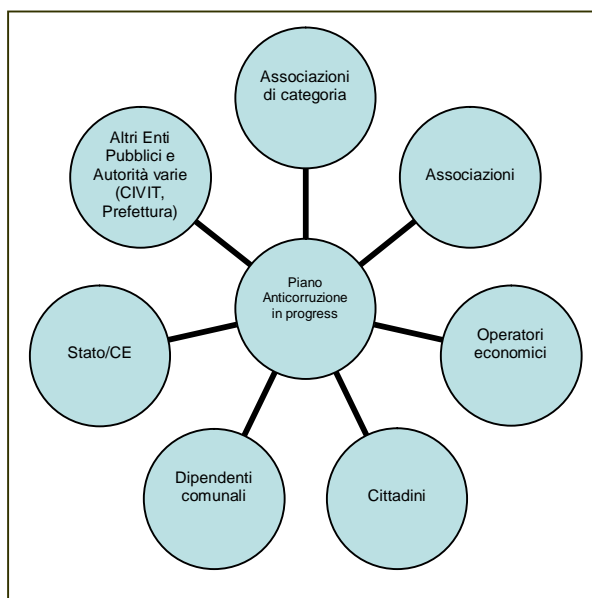 Associazioni
di categoria
Altri Enti
Pubblici e
Autorità varie
(CIVIT,
Prefettura)
Associazioni
Piano
Anticorruzione
in progress
Stato/CE
Operatori
economici
Dipendenti
comunali
Cittadini